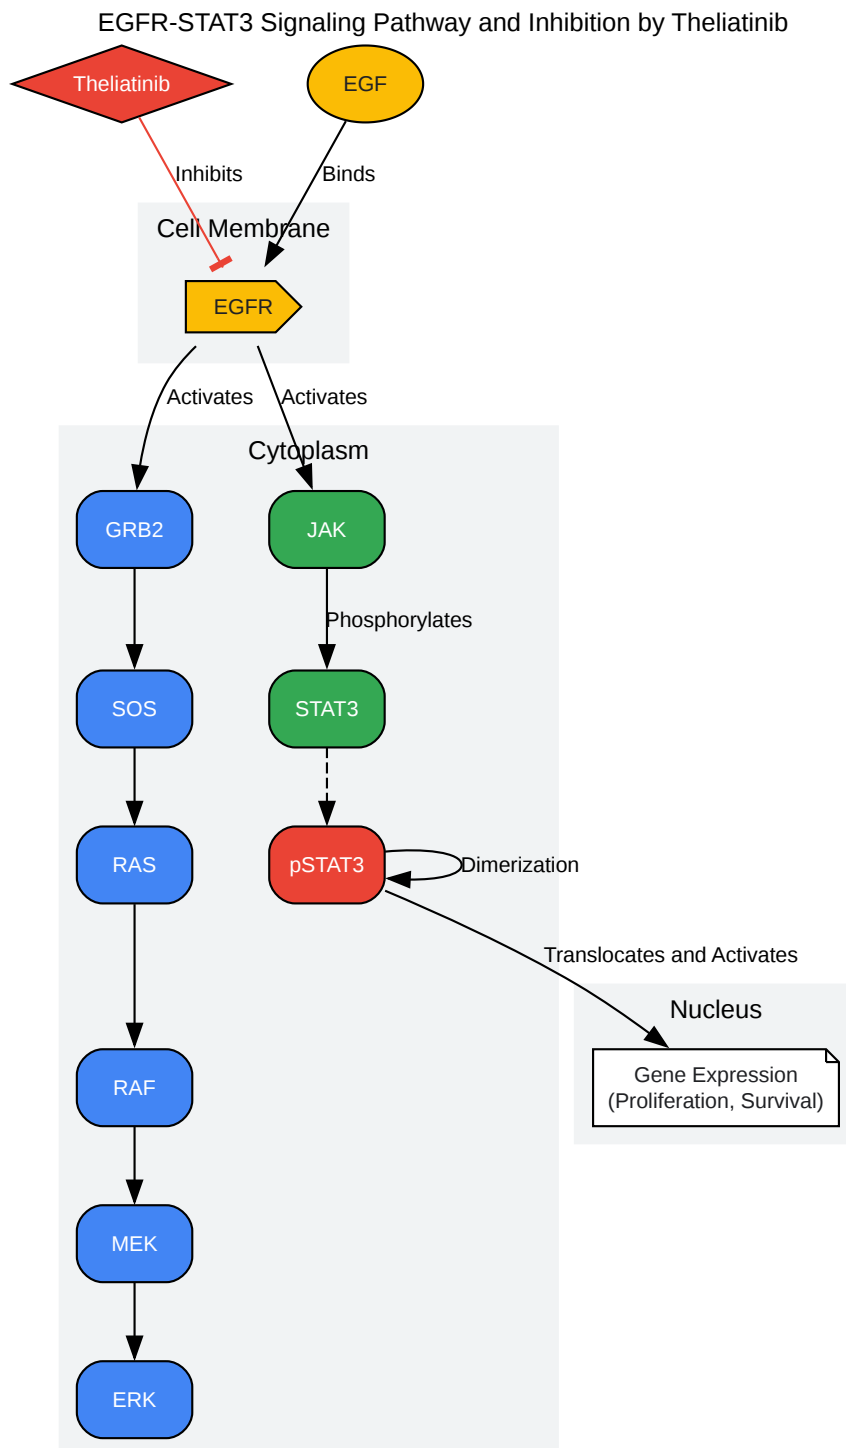 EGFR-STAT3 Signaling Pathway and Inhibition by Theliatinib
Theliatinib
EGF
Inhibits
Binds
Cell Membrane
EGFR
Activates
Activates
Cytoplasm
GRB2
JAK
Phosphorylates
SOS
STAT3
RAS
pSTAT3
Dimerization
Translocates and Activates
Nucleus
Gene Expression
(Proliferation, Survival)
RAF
MEK
ERK